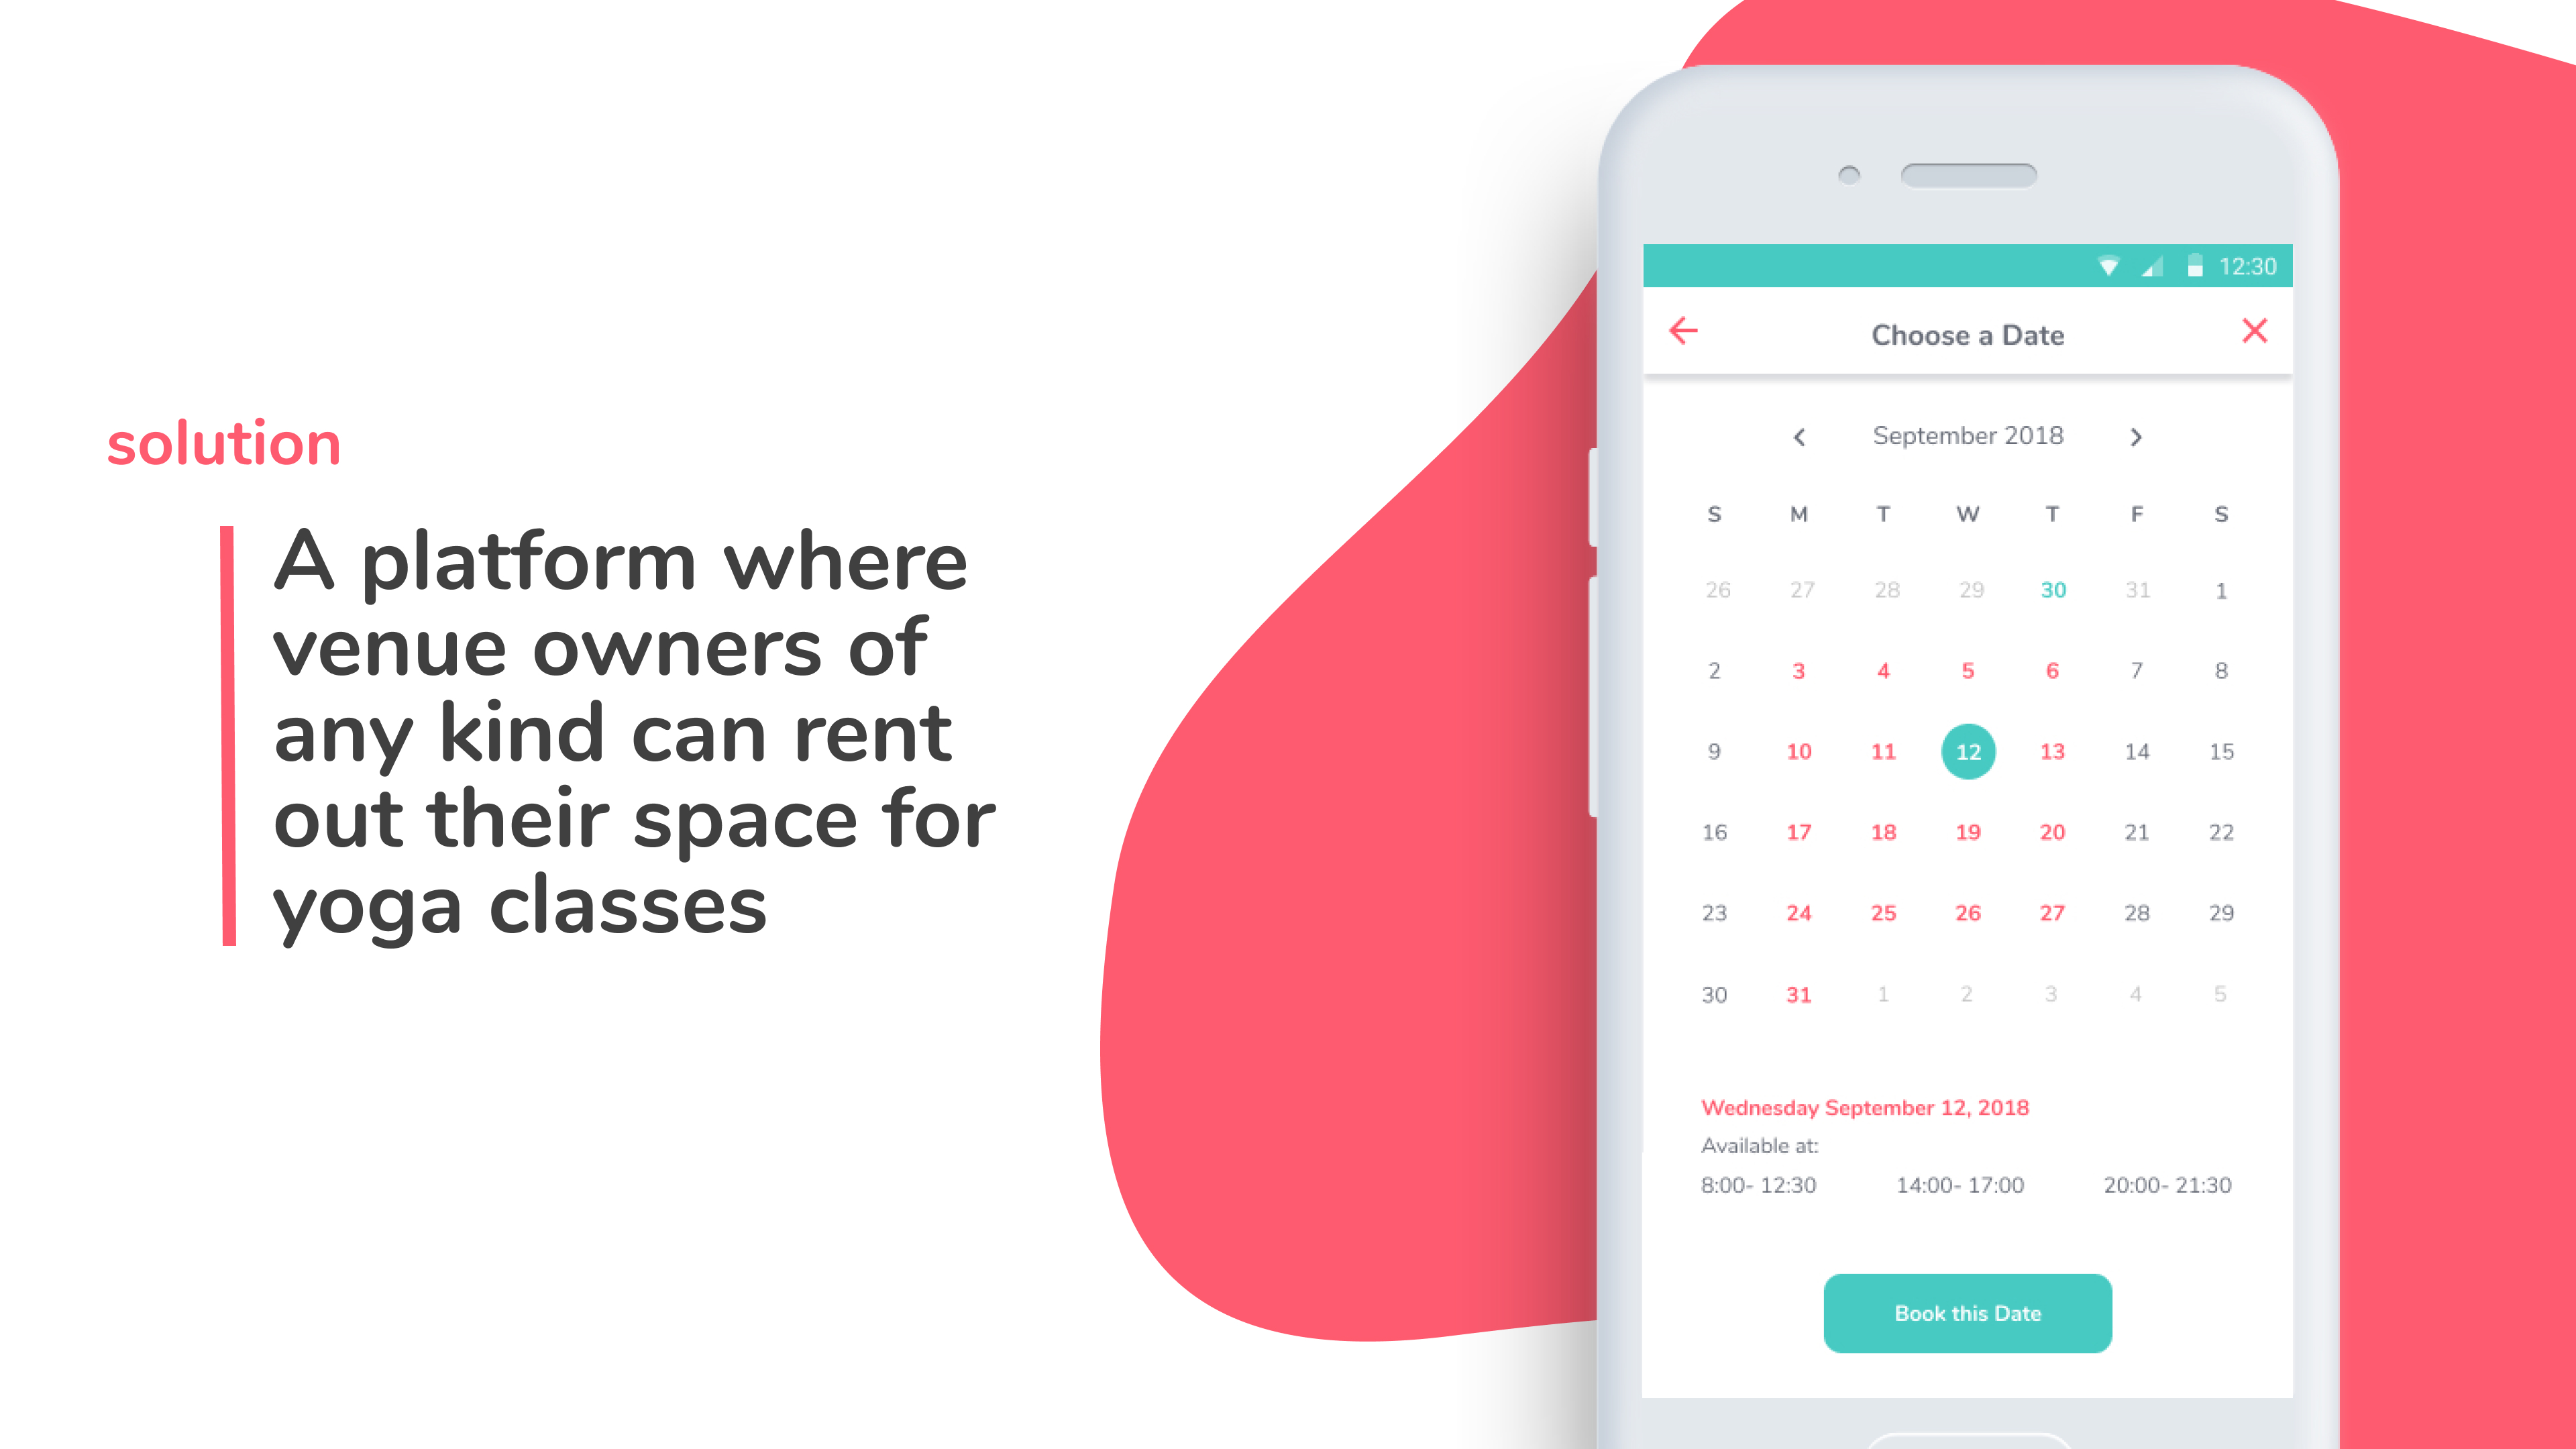 solution
A platform where
venue owners of
any kind can rent
out their space for
yoga classes
12:30
Choose a Date
September 2018
S M T W T F S
26 27 28 29 30 31 1
2 3 4 5 6 7 8
9 10 11 12 13 14 15
16 17 18 19 20 21 22
23 24 25 26 27 28 29
30 31 1 2 3 4 5
Wednesday September 12, 2018
Available at:
8:00- 12:30 14:00- 17:00 20:00- 21:30
Book this Date